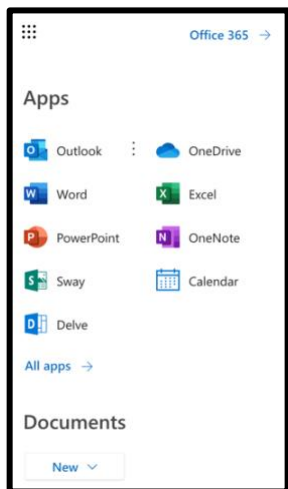 Office 365 →
Apps
Outlook OneDrive
Word Excel
PowerPoint OneNote
Sway Calendar
Delve
All apps →
Documents
New